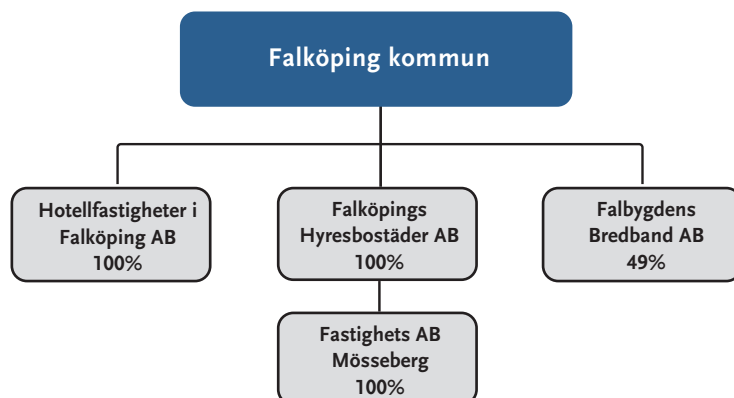 Falköping kommun
Hotellfastigheter i
Falköping AB
100%
Falköpings
Hyresbostäder AB
100%
Falbygdens
Bredband AB
49%
Fastighets AB
Mösseberg
100%